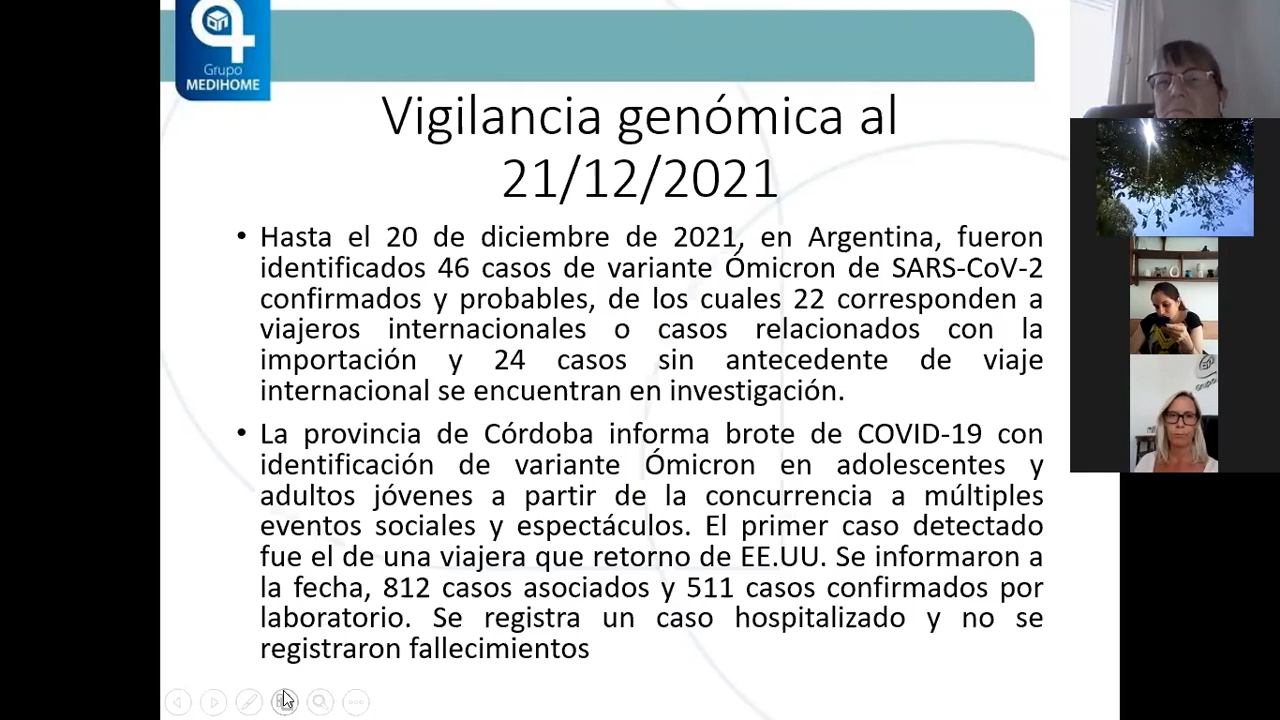 Grupo
MEDIHOME
Vigilancia genómica al
21/12/2021
• Hasta el 20 de diciembre de 2021, en Argentina, fueron
identificados 46 casos de variante Ómicron de SARS-CoV-2
confirmados y probables, de los cuales 22 corresponden a
viajeros internacionales o casos relacionados con la
importación y 24 casos sin antecedente de viaje
internacional se encuentran en investigación.
• La provincia de Córdoba informa brote de COVID-19 con
identificación de variante Ómicron en adolescentes y
adultos jóvenes a partir de la concurrencia a múltiples
eventos sociales y espectáculos. El primer caso detectado
fue el de una viajera que retorno de EE.UU. Se informaron a
la fecha, 812 casos asociados y 511 casos confirmados por
laboratorio. Se registra un caso hospitalizado y no se
registraron fallecimientos
Grupo